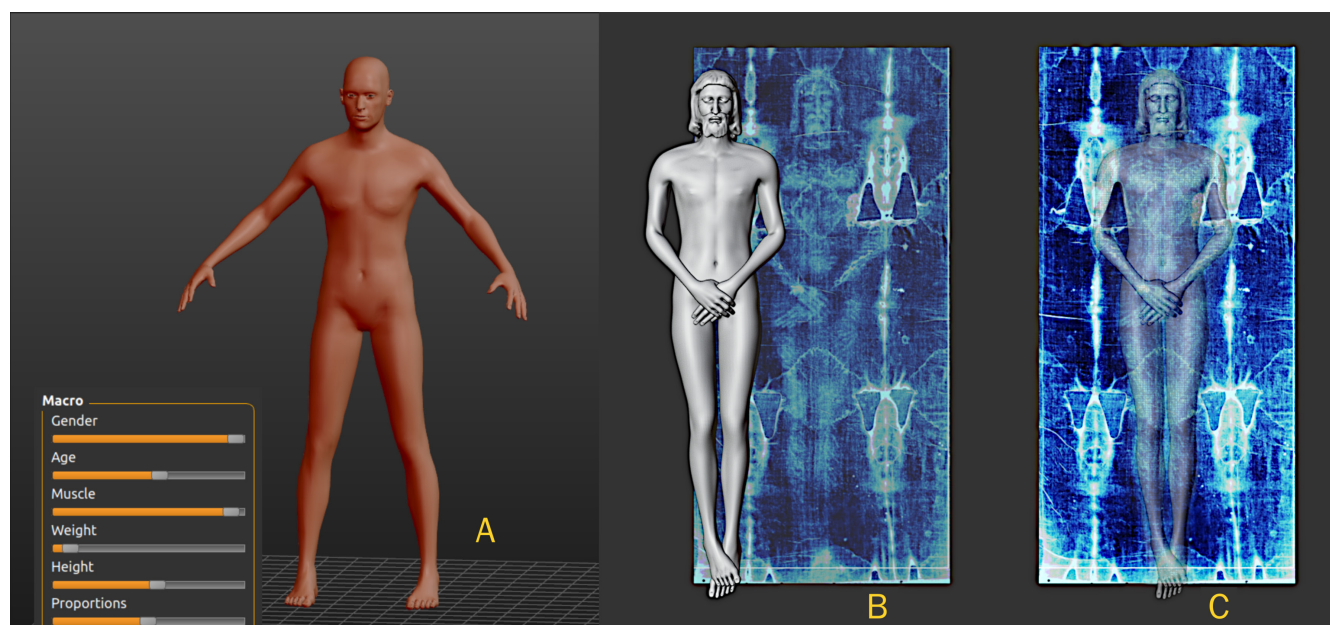 Macro
Gender
Age
Muscle
Weight
Height
Proportions
A
B
C